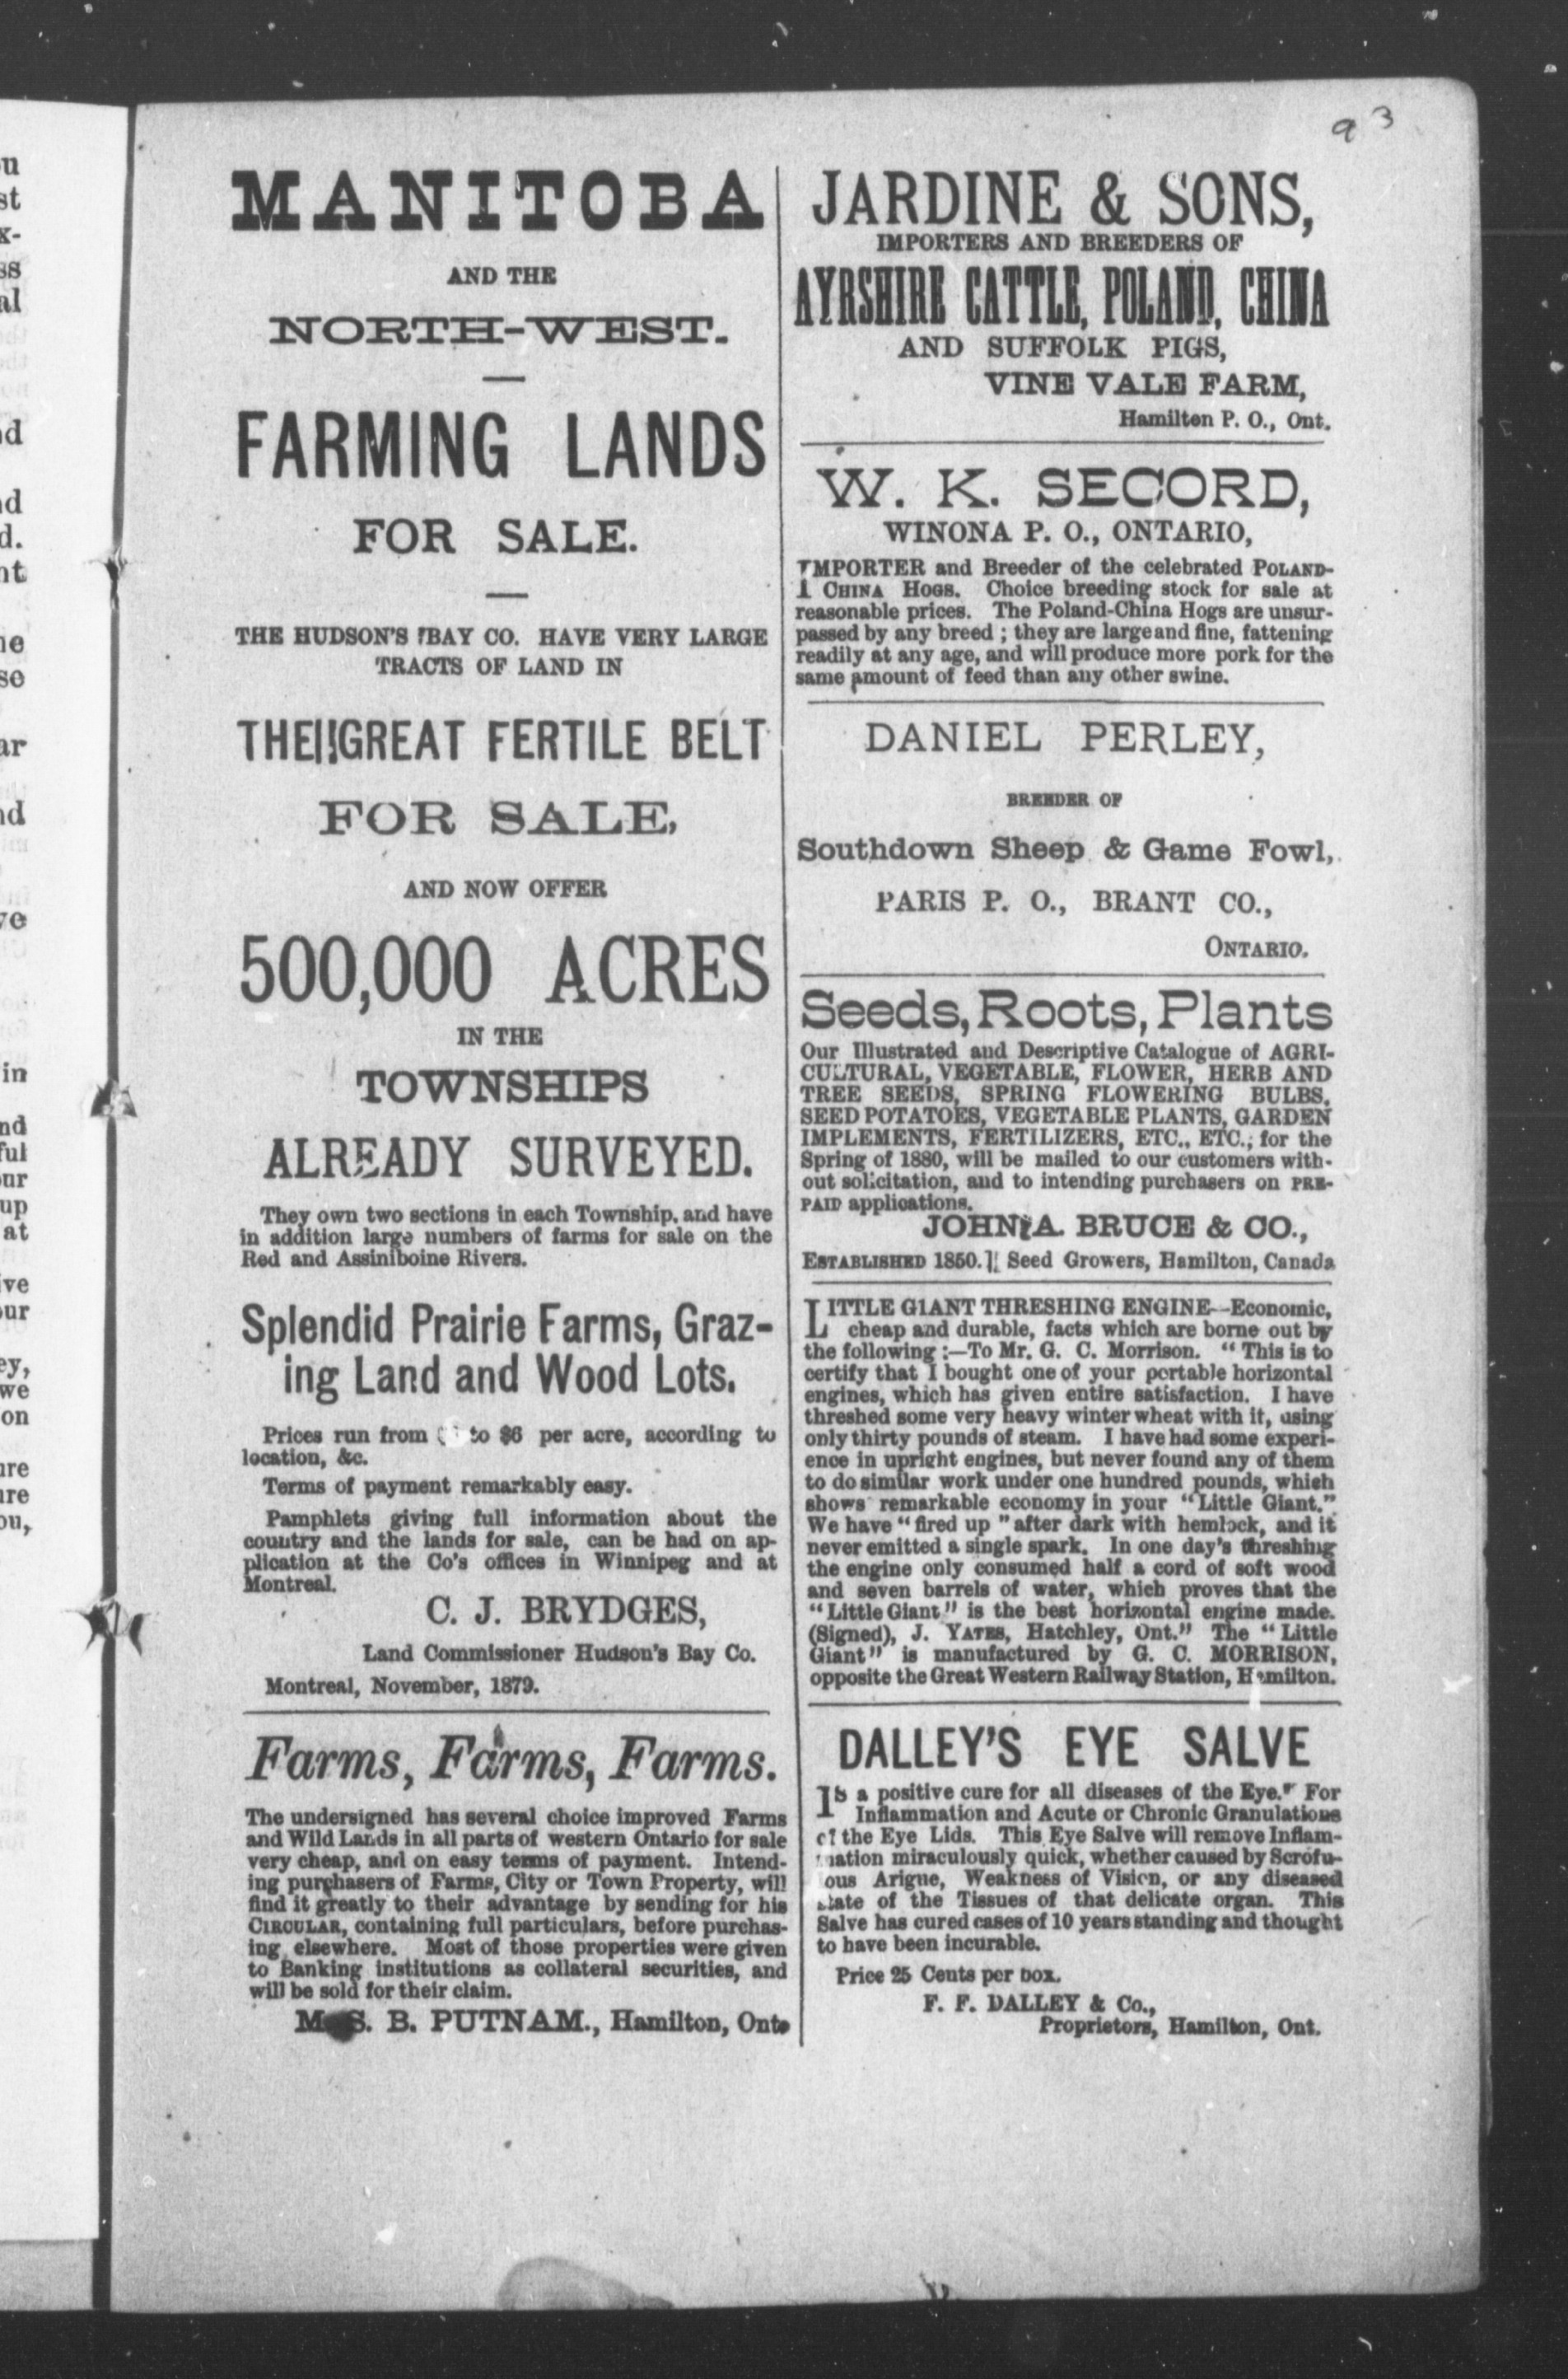 93
MANITOBA
AND THE
NORTH-WEST.
FARMING LANDS
FOR SALE.
THE HUDSON'S BAY CO. HAVE VERY LARGE
TRACTS OF LAND IN
THE GREAT FERTILE BELT
FOR SALE,
AND NOW OFFER
500,000 ACRES
IN THE
TOWNSHIPS
ALREADY SURVEYED.
They own two sections in each Township, and have
in addition large numbers of farms for sale on the
Red and Assiniboine Rivers.
Splendid Prairie Farms, Graz-
ing Land and Wood Lots.
Prices run from to $6 per acre, according to
location, &c.
Terms of payment remarkably easy.
Pamphlets giving full information about the
country and the lands for sale, can be had on ap-
plication at the Co's offices in Winnipeg and at
Montreal.
C. J. BRYDGES,
Land Commissioner Hudson's Bay Co.
Montreal, November, 1879.
Farms, Farms, Farms.
The undersigned has several choice improved Farms
and Wild Lands in all parts of western Ontario for sale
very cheap, and on easy terms of payment. Intend-
ing purchasers of Farms, City or Town Property, will
find it greatly to their advantage by sending for his
CIRCULAR, containing full particulars, before purchas-
ing elsewhere. Most of those properties were given
to Banking institutions as collateral securities, and
will be sold for their claim.
B. PUTNAM., Hamilton, Ont.
JARDINE & SONS,
IMPORTERS AND BREEDERS OF
AYRSHIRE CATTLE, POLAND, CHINA
AND SUFFOLK PIGS,
VINE VALE FARM,
Hamilton P. O., Ont.
W. K. SECORD,
WINONA P. O., ONTARIO,
IMPORTER and Breeder of the celebrated POLAND-
CHINA HOGS. Choice breeding stock for sale at
reasonable prices. The Poland-China Hogs are unsur-
passed by any breed ; they are large and fine, fattening
readily at any age, and will produce more pork for the
same amount of feed than any other swine.
DANIEL PERLEY,
BREEDER OF
Southdown Sheep & Game Fowl,
PARIS P. O., BRANT CO.,
ONTARIO.
Seeds, Roots, Plants
Our Illustrated and Descriptive Catalogue of AGRI-
CULTURAL, VEGETABLE, FLOWER, HERB AND
TREE SEEDS, SPRING FLOWERING BULBS,
SEED POTATOES, VEGETABLE PLANTS, GARDEN
IMPLEMENTS, FERTILIZERS, ETC., ETC., for the
Spring of 1880, will be mailed to our customers with-
out solicitation, and to intending purchasers on PRE-
PAID applications.
JOHN A. BRUCE & CO.,
ESTABLISHED 1850. Seed Growers, Hamilton, Canada
LITTLE GIANT THRESHING ENGINE--Economic,
cheap and durable, facts which are borne out by
the following :—To Mr. G. C. Morrison. "This is to
certify that I bought one of your portable horizontal
engines, which has given entire satisfaction. I have
threshed some very heavy winter wheat with it, using
only thirty pounds of steam. I have had some experi-
ence in upright engines, but never found any of them
to do similar work under one hundred pounds, which
shows remarkable economy in your "Little Giant."
We have "fired up" after dark with hemlock, and it
never emitted a single spark. In one day's threshing
the engine only consumed half a cord of soft wood
and seven barrels of water, which proves that the
"Little Giant" is the best horizontal engine made.
(Signed), J. YATES, Hatchley, Ont." The "Little
Giant" is manufactured by G. C. MORRISON,
opposite the Great Western Railway Station, Hamilton.
DALLEY'S EYE SALVE
Is a positive cure for all diseases of the Eye. For
Inflammation and Acute or Chronic Granulations
of the Eye Lids. This Eye Salve will remove Inflam-
mation miraculously quick, whether caused by Scrofu-
ous Arigne, Weakness of Vision, or any diseased
state of the Tissues of that delicate organ. This
Salve has cured cases of 10 years standing and thought
to have been incurable.
Price 25 Cents per box.
F. F. DALLEY & Co.,
Proprietors, Hamilton, Ont.